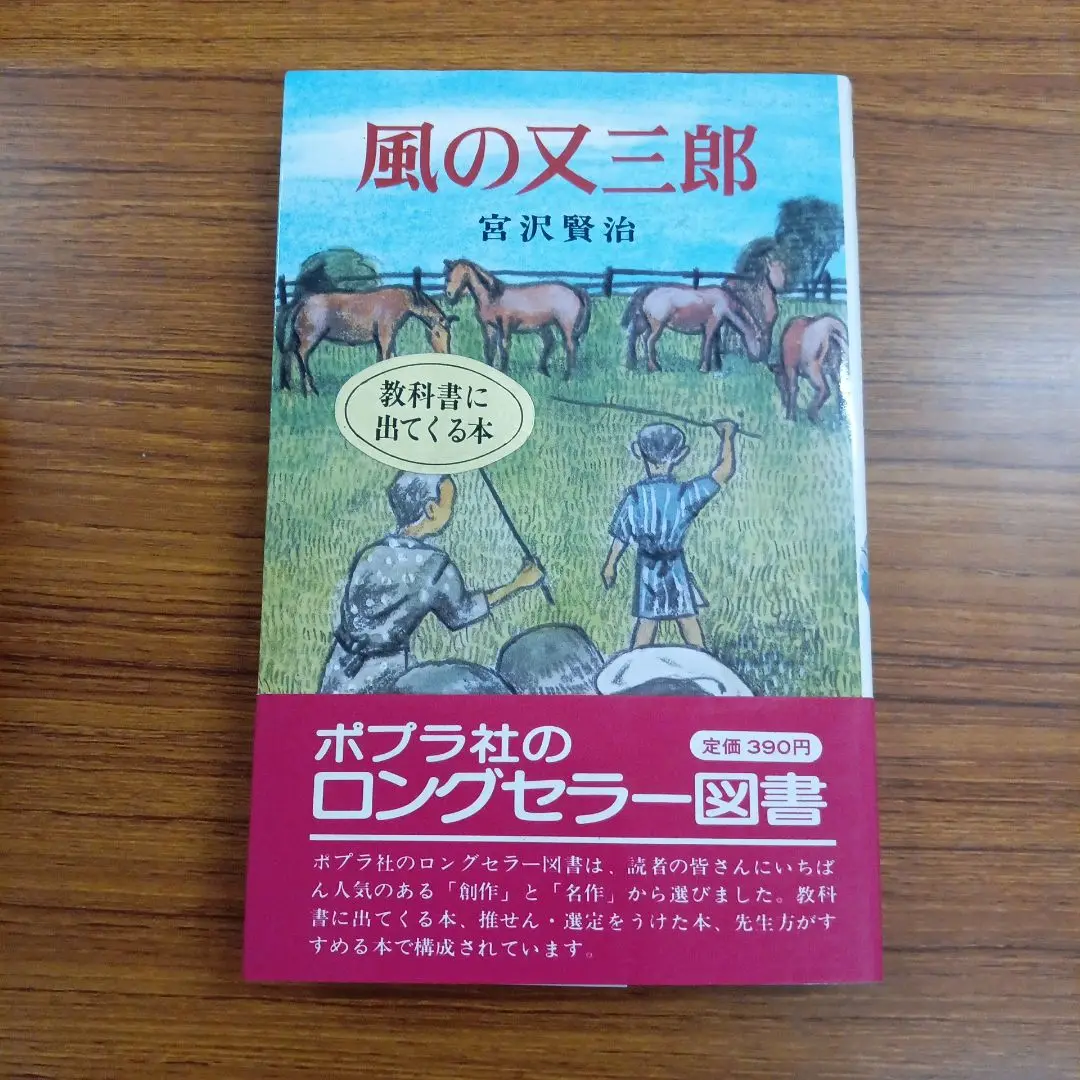 風の又三郎
宮沢賢治
教科書に
出てくる本
ポプラ社の
定価 390円
ロングセラー図書
ポプラ社のロングセラー図書は、読者の皆さんにいちば
ん人気のある「創作」と「名作」から選びました。教科
書に出てくる本、推せん・選定をうけた本、先生方がす
すめる本で構成されています。